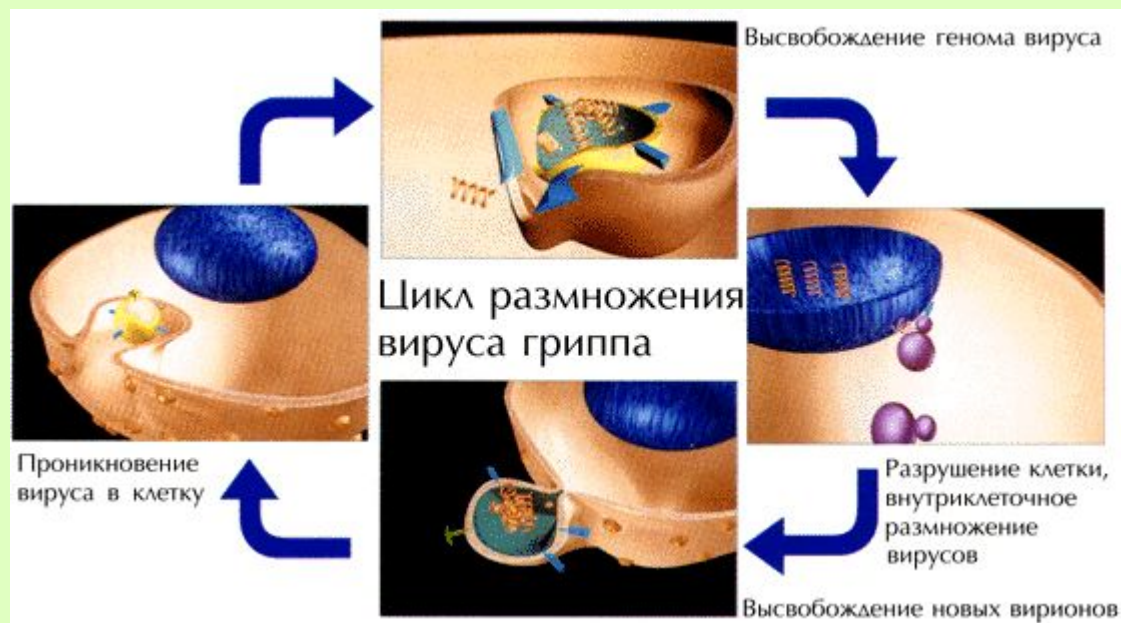 Высвобождение генома вируса
Цикл размножения
вируса гриппа
Проникновение
вируса в клетку
Разрушение клетки,
внутриклеточное
размножение
вирусов
Высвобождение новых вирионов